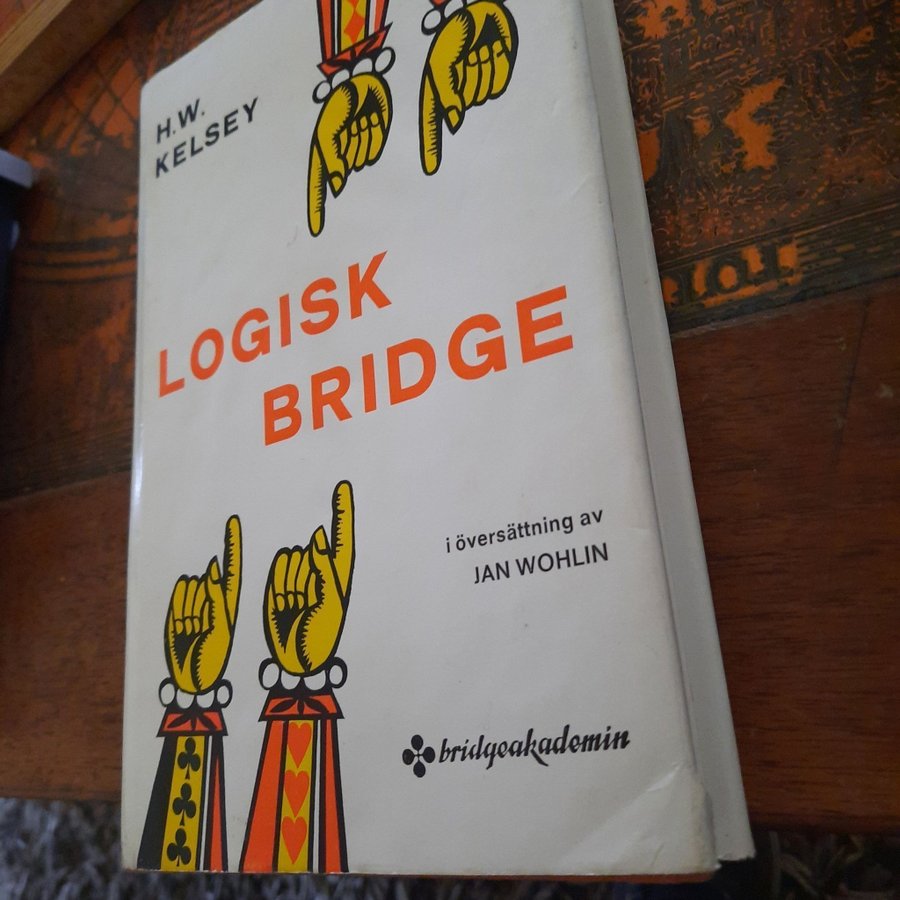 H.W.
KELSEY
LOGISK
BRIDGE
i översättning av
JAN WOHLIN
bridgeakademin